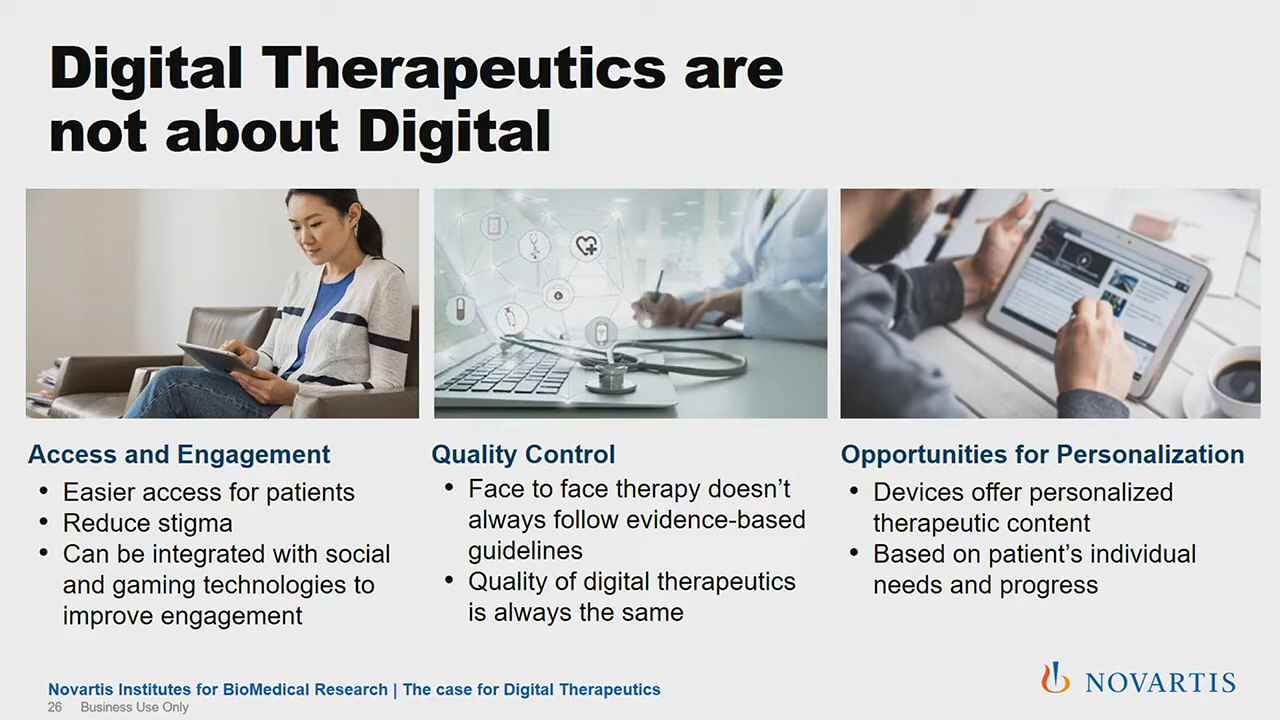 Digital Therapeutics are
not about Digital
Access and Engagement
• Easier access for patients
• Reduce stigma
• Can be integrated with social
and gaming technologies to
improve engagement
Quality Control
• Face to face therapy doesn’t
always follow evidence-based
guidelines
• Quality of digital therapeutics
is always the same
Opportunities for Personalization
• Devices offer personalized
therapeutic content
• Based on patient’s individual
needs and progress
Novartis Institutes for BioMedical Research | The case for Digital Therapeutics
26 Business Use Only
NOVARTIS